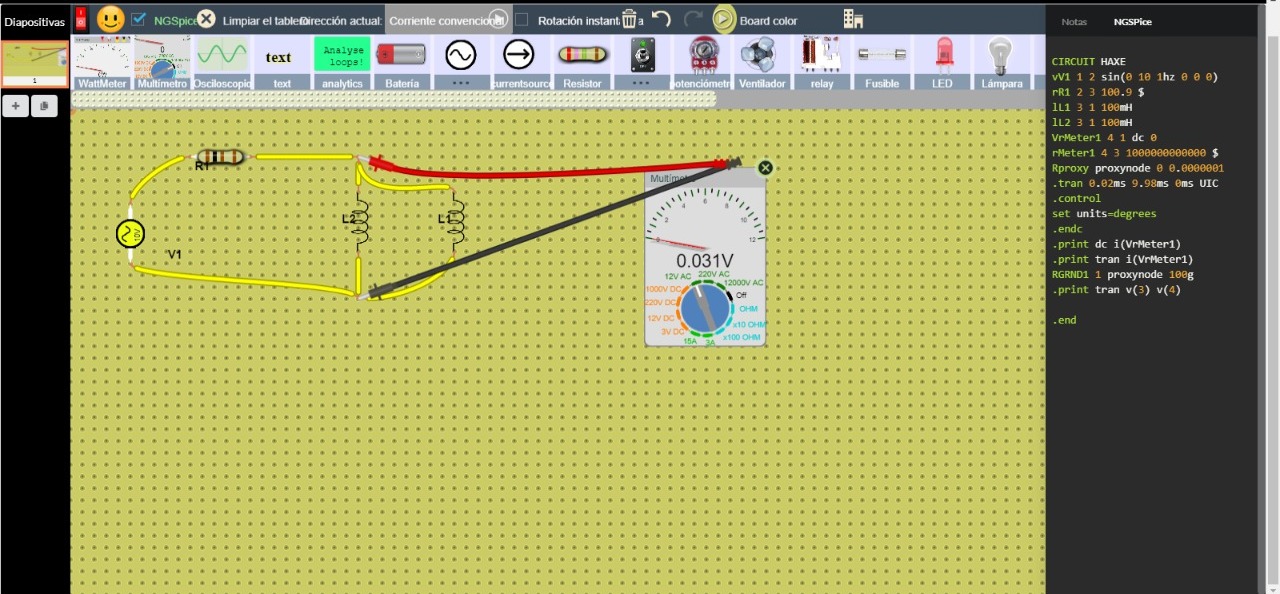 Diapositivas
NGSpice
Limpiar el tablero
Dirección actual:
Corriente convencional
Rotación instant
a
Board color
Notas
NGSPice
WattMeter
Multímetro
Oscilloscopio
text
text
Analyse
loops!
analytics
Batería
...
currentsource
Resistor
...
otenciómetr
Ventilador
relay
Fusible
LED
Lámpara
1
R1
L2
L1
V1
10V
Multíme
2
4
6
8
10
12
0.031V
12V AC
220V AC
12000V AC
1000V DC
Off
220V DC
OHM
12V DC
x10 OHM
3V DC
x100 OHM
15A
3A
CIRCUIT HAXE
vV1 1 2 sin(0 10 1hz 0 0 0)
rR1 2 3 100.9 $
lL1 3 1 100mH
lL2 3 1 100mH
VrMeter1 4 1 dc 0
rMeter1 4 3 1000000000000 $
Rproxy proxynode 0 0.0000001
.tran 0.02ms 9.98ms 0ms UIC
.control
set units=degrees
.endc
.print dc i(VrMeter1)
.print tran i(VrMeter1)
RGRND1 1 proxynode 100g
.print tran v(3) v(4)
.end